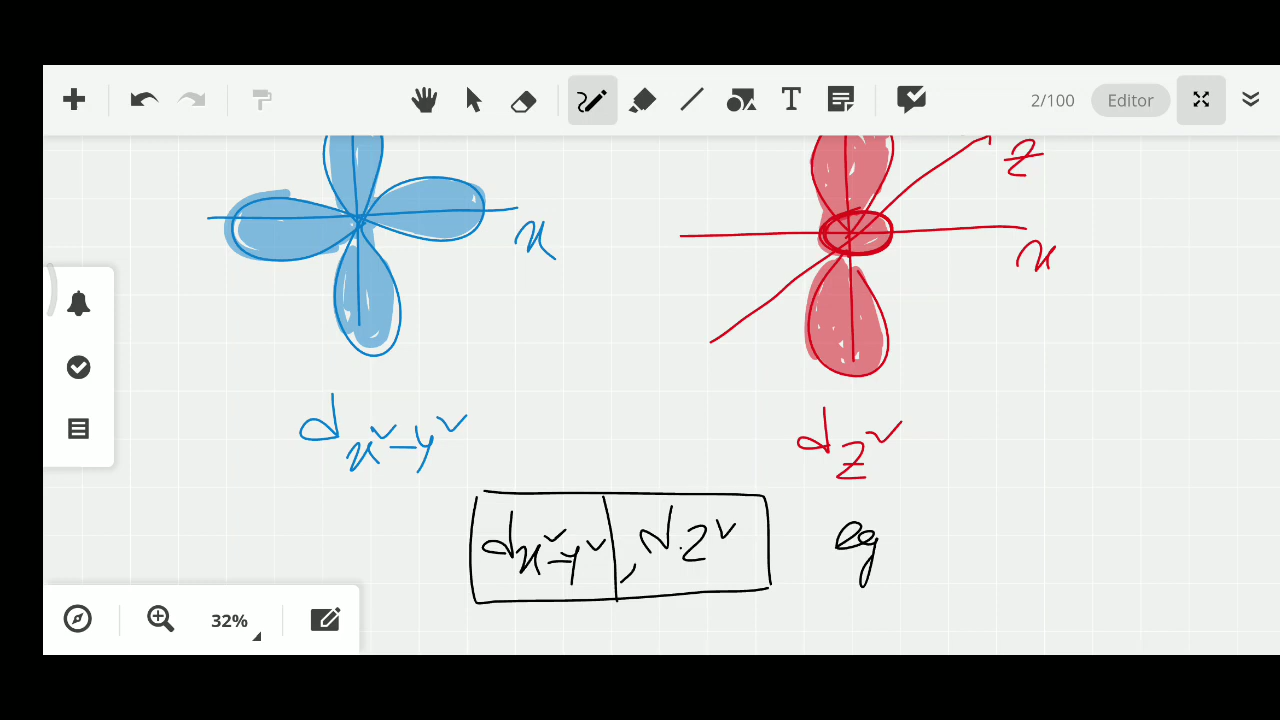 2/100 Editor
z
x
x
dx²-y²
dz²
dx²-y², dz² eg
32%